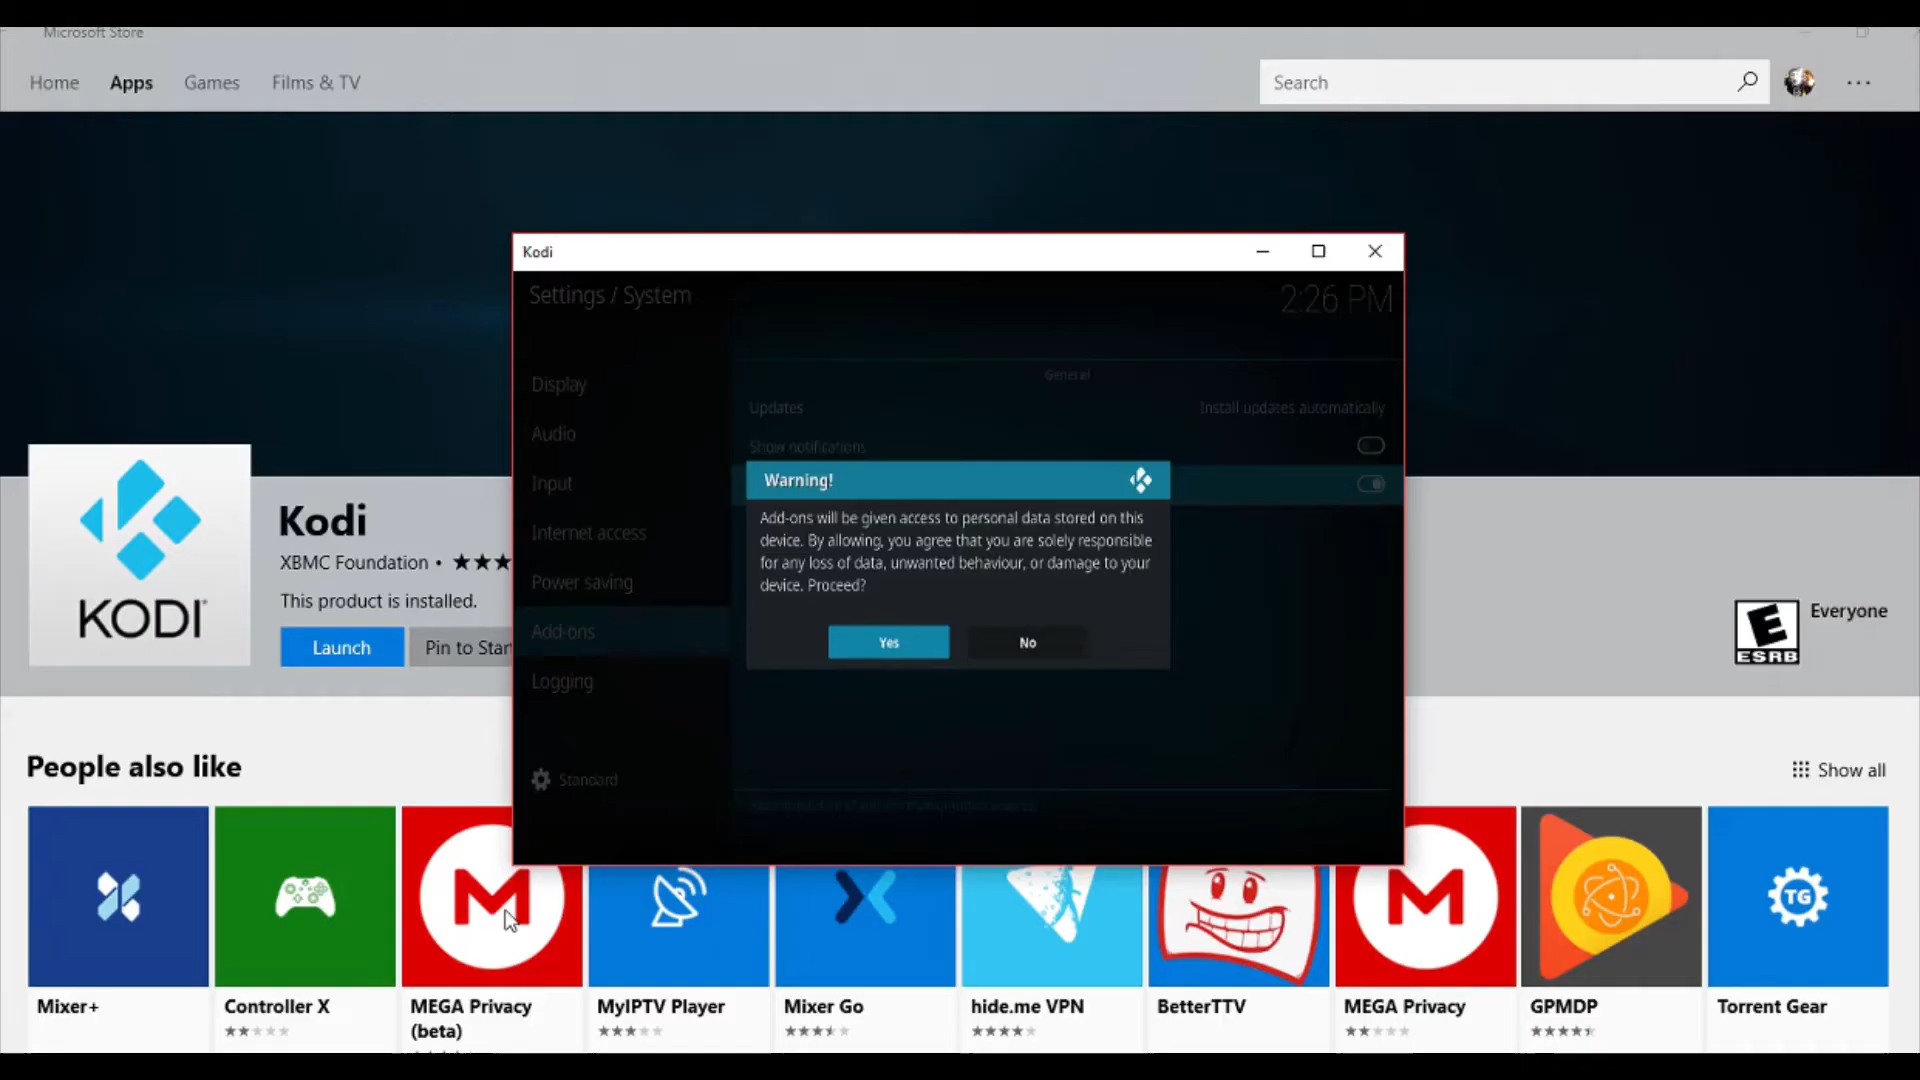 Microsoft Store
Home
Apps
Games
Films & TV
Search
Kodi
Settings / System
2:26 PM
Display
Audio
Input
Internet access
Power saving
Add-ons
Logging
Standard
General
Updates
Install updates automatically
Show notifications
Warning!
Add-ons will be given access to personal data stored on this
device. By allowing, you agree that you are solely responsible
for any loss of data, unwanted behaviour, or damage to your
device. Proceed?
Yes
No
KODI
Kodi
XBMC Foundation •
This product is installed.
Launch
Pin to Star
E
ESRB
Everyone
People also like
Show all
TG
Mixer+
Controller X
MEGA Privacy
(beta)
MyIPTV Player
Mixer Go
hide.me VPN
BetterTTV
MEGA Privacy
GPMDP
Torrent Gear